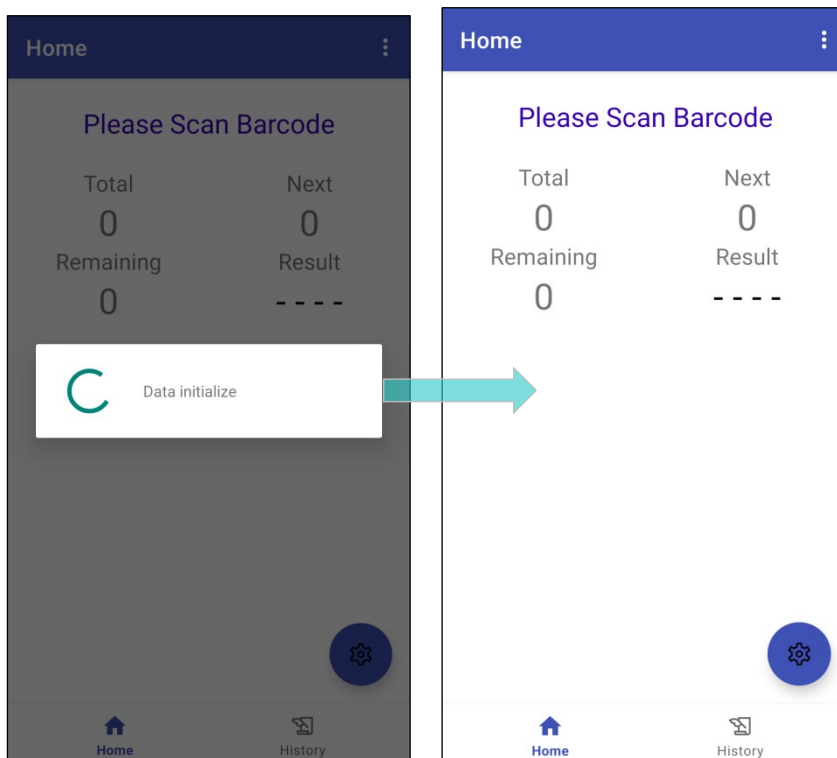 Home
Please Scan Barcode
Total Next
0 0
Remaining Result
0 ----
Data initialize
Home History
Home
Please Scan Barcode
Total Next
0 0
Remaining Result
0 ----
Home History